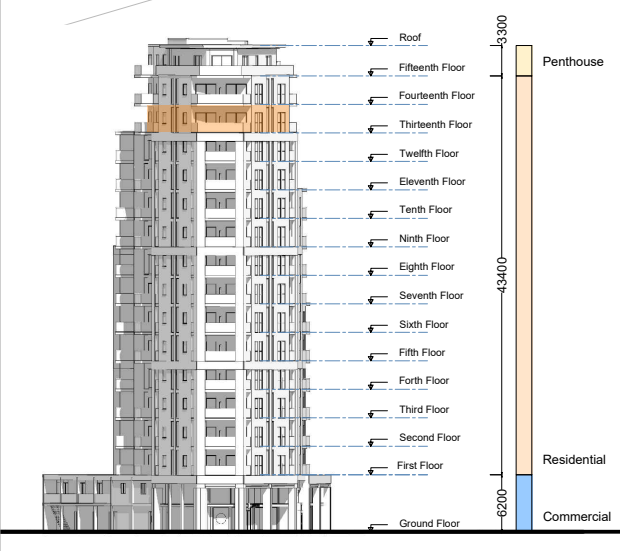 Roof
3300
Penthouse
Fifteenth Floor
Fourteenth Floor
Thirteenth Floor
Twelfth Floor
Eleventh Floor
Tenth Floor
Ninth Floor
Eighth Floor
43400
Seventh Floor
Sixth Floor
Fifth Floor
Forth Floor
Third Floor
Second Floor
Residential
First Floor
6200
Commercial
Ground Floor